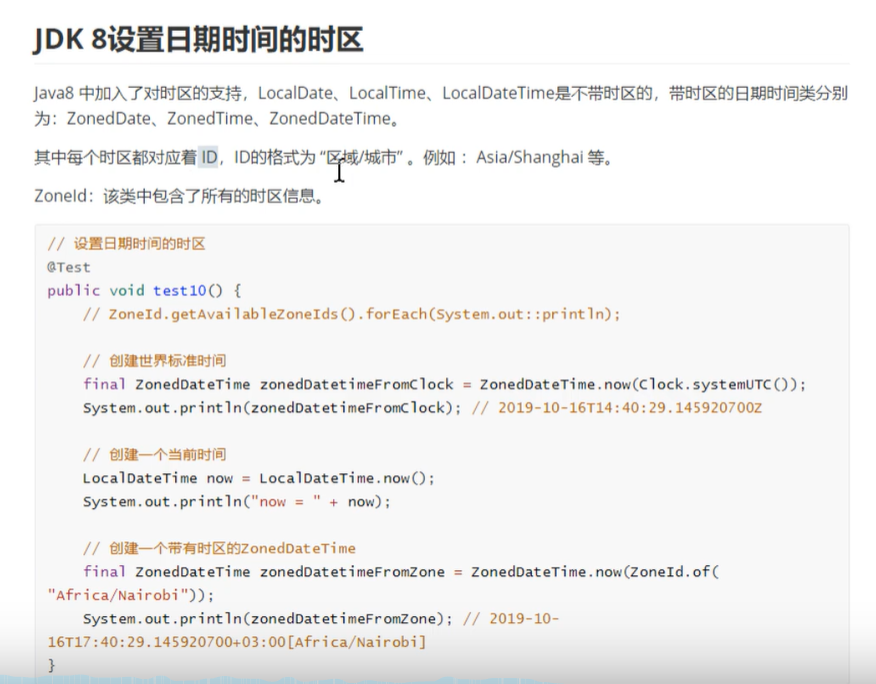 JDK 8设置日期时间的时区
Java8 中加入了对时区的支持，LocalDate、LocalTime、LocalDateTime是不带时区的，带时区的日期时间类分别
为：ZonedDate、ZonedTime、ZonedDateTime。
其中每个时区都对应着 ID，ID的格式为 “区域/城市” 。例如 ：Asia/Shanghai 等。
ZoneId：该类中包含了所有的时区信息。
// 设置日期时间的时区
@Test
public void test10() {
    // ZoneId.getAvailableZoneIds().forEach(System.out::println);
    // 创建世界标准时间
    final ZonedDateTime zonedDatetimeFromClock = ZonedDateTime.now(Clock.systemUTC());
    System.out.println(zonedDatetimeFromClock); // 2019-10-16T14:40:29.145920700Z
    // 创建一个当前时间
    LocalDateTime now = LocalDateTime.now();
    System.out.println("now = " + now);
    // 创建一个带有时区的ZonedDateTime
    final ZonedDateTime zonedDatetimeFromZone = ZonedDateTime.now(ZoneId.of(
"Africa/Nairobi"));
    System.out.println(zonedDatetimeFromZone); // 2019-10-
16T17:40:29.145920700+03:00[Africa/Nairobi]
}